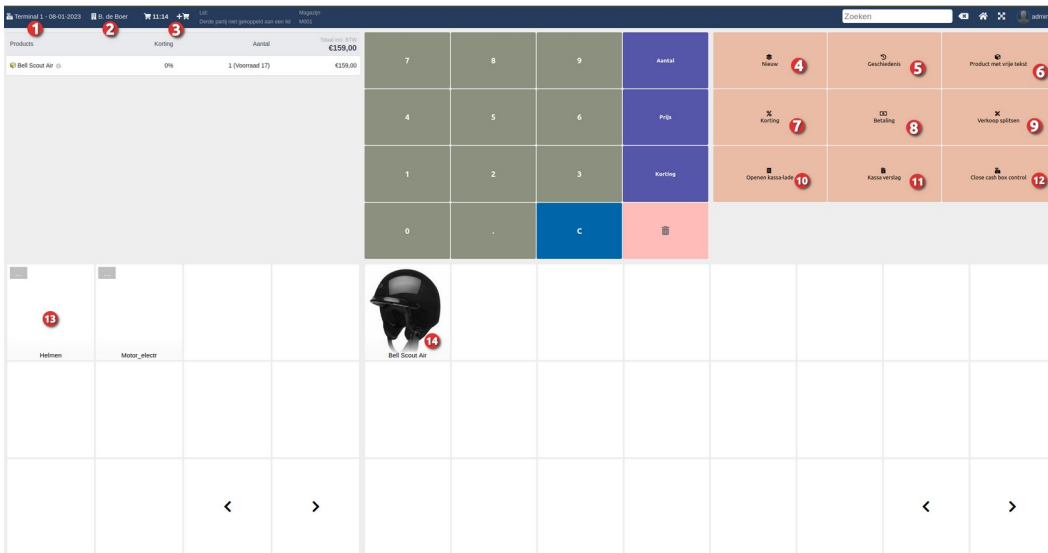 Terminal 1 - 08-01-2023 B. de Boer 11:14 Lid: Magazijn
Derde partij niet gekoppeld aan een lid M001
Zoeken
admin
1 2 3
Products Korting Aantal Totaal incl. BTW
€159,00
Bell Scout Air 0% 1 (Voorraad 17) €159,00
7 8 9 Aantal
4 5 6 Prijs
1 2 3 Korting
0 . C
Nieuw 4 Geschiedenis 5 Product met vrije tekst 6
Korting 7 Betaling 8 Verkoop splitsen 9
Openen kassa-lade 10 Kassa verslag 11 Close cash box control 12
... ...
13 14
Helmen Motor_electr Bell Scout Air